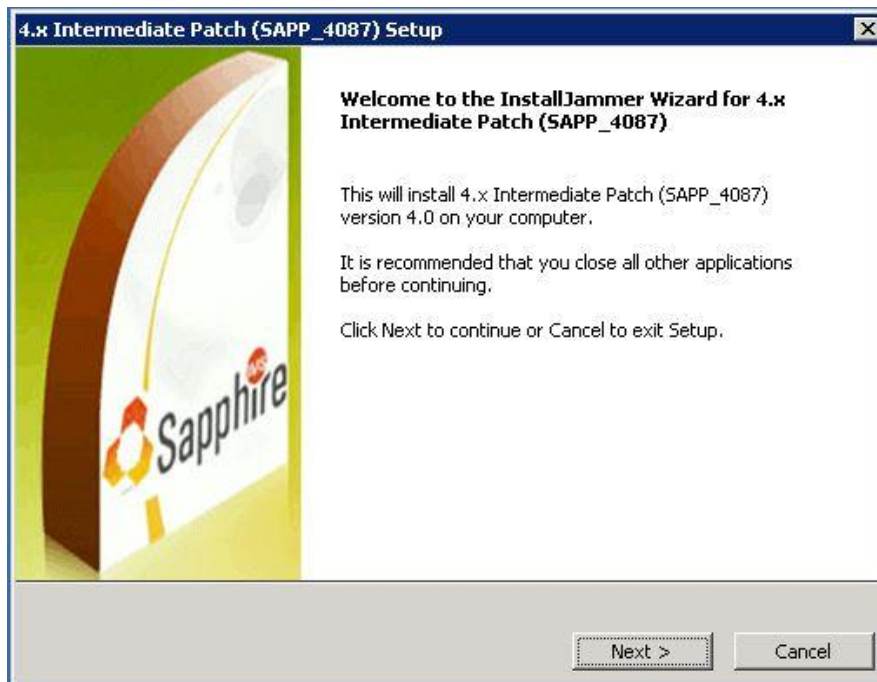 4.x Intermediate Patch (SAPP_4087) Setup
Welcome to the InstallJammer Wizard for 4.x
Intermediate Patch (SAPP_4087)
This will install 4.x Intermediate Patch (SAPP_4087)
version 4.0 on your computer.
It is recommended that you close all other applications
before continuing.
Click Next to continue or Cancel to exit Setup.
Sapphire
IMS
Next >
Cancel